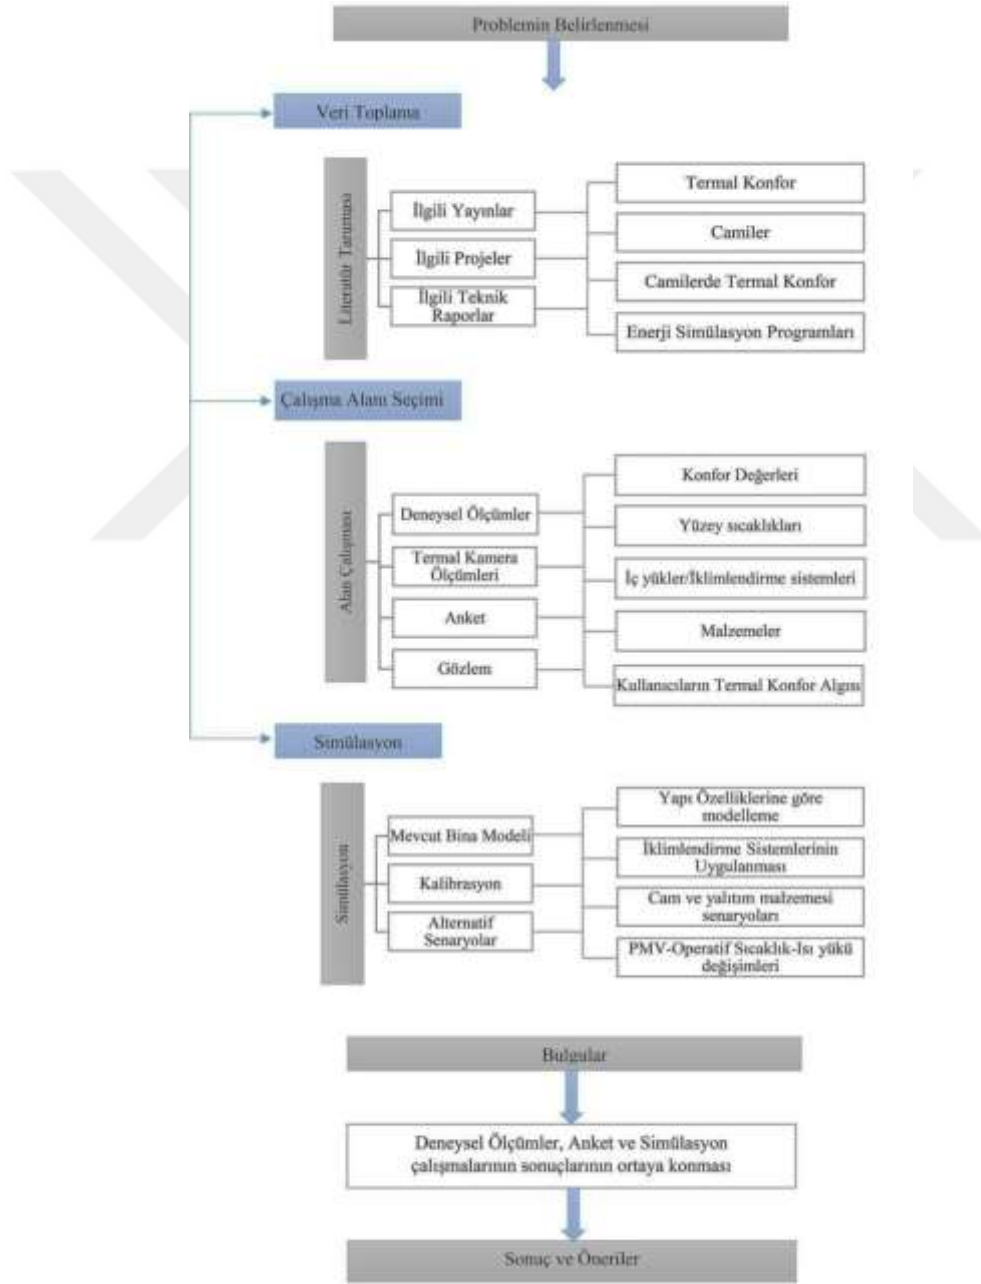 Problemin Belirlenmesi
Veri Toplama
Literatür Taraması
İlgili Yayınlar
İlgili Projeler
İlgili Teknik
Raporlar
Termal Konfor
Camiler
Camilerde Termal Konfor
Enerji Simülasyon Programları
Çalışma Alanı Seçimi
Alan Çalışması
Deneysel Ölçümler
Termal Kamera
Ölçümleri
Anket
Gözlem
Konfor Değerleri
Yüzey sıcaklıkları
İç yükler/İklimlendirme sistemleri
Malzemeler
Kullanıcıların Termal Konfor Algısı
Simülasyon
Simülasyon
Mevcut Bina Modeli
Kalibrasyon
Alternatif
Senaryolar
Yapı Özelliklerine göre
modelleme
İklimlendirme Sistemlerinin
Uygulanması
Cam ve yalıtım malzemesi
senaryoları
PMV-Operatif Sıcaklık-Isı yükü
değişimleri
Bulgular
Deneysel Ölçümler, Anket ve Simülasyon
çalışmalarının sonuçlarının ortaya konması
Sonuç ve Öneriler